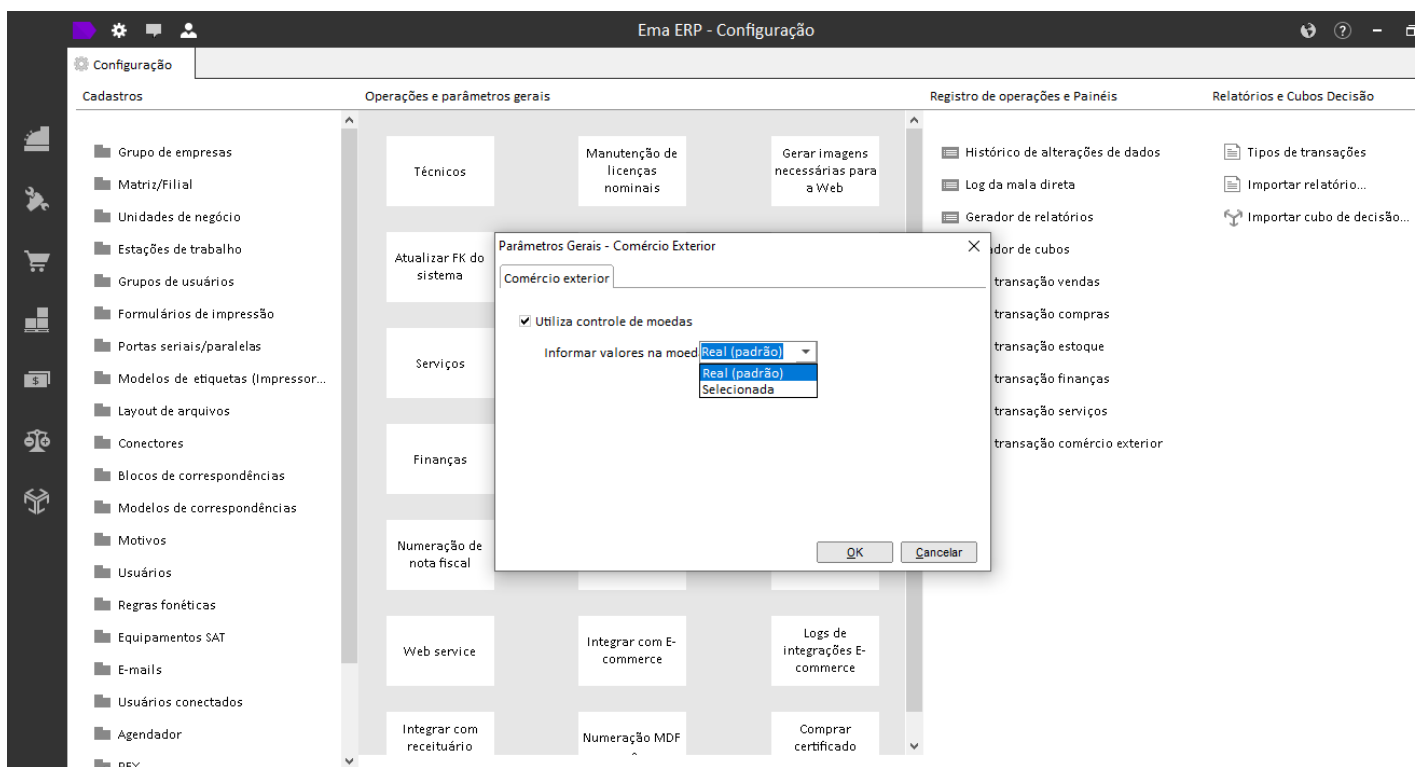 Ema ERP - Configuração
Configuração
Cadastros
Operações e parâmetros gerais
Registro de operações e Painéis
Relatórios e Cubos Decisão
Grupo de empresas
Matriz/Filial
Unidades de negócio
Estações de trabalho
Grupos de usuários
Formulários de impressão
Portas seriais/paralelas
Modelos de etiquetas (Impressor...
Layout de arquivos
Conectores
Blocos de correspondências
Modelos de correspondências
Motivos
Usuários
Regras fonéticas
Equipamentos SAT
E-mails
Usuários conectados
Agendador
Técnicos
Manutenção de
licenças
nominais
Gerar imagens
necessárias para
a Web
Atualizar FK do
sistema
Serviços
Finanças
Numeração de
nota fiscal
Web service
Integrar com E-
commerce
Logs de
integrações E-
commerce
Integrar com
receituário
Numeração MDF
Comprar
certificado
Parâmetros Gerais - Comércio Exterior
Comércio exterior
Utiliza controle de moedas
Informar valores na moed
Real (padrão)
Real (padrão)
Selecionada
OK
Cancelar
Histórico de alterações de dados
Log da mala direta
Gerador de relatórios
ador de cubos
transação vendas
transação compras
transação estoque
transação finanças
transação serviços
transação comércio exterior
Tipos de transações
Importar relatório...
Importar cubo de decisão...